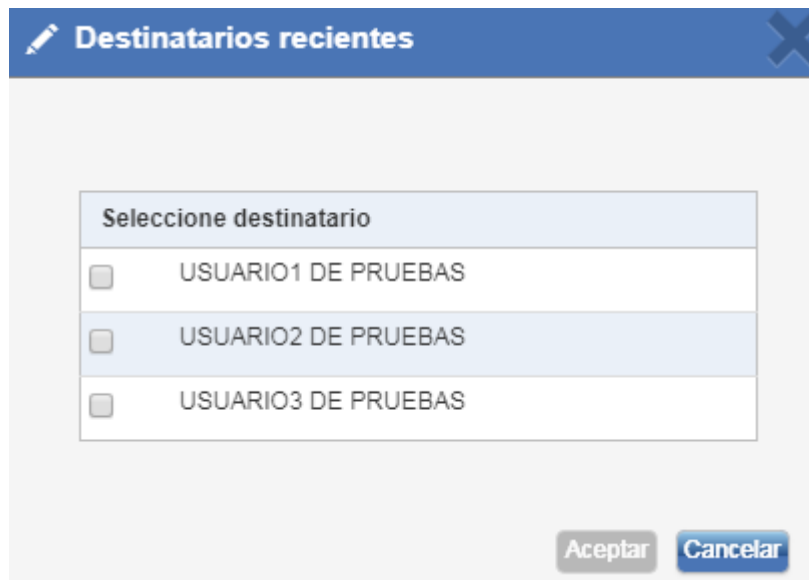 Destinatarios recientes
Seleccione destinatario
USUARIO1 DE PRUEBAS
USUARIO2 DE PRUEBAS
USUARIO3 DE PRUEBAS
Aceptar Cancelar